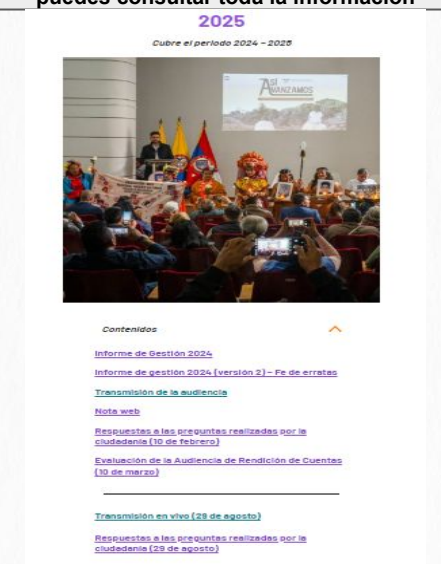 puedes consultar toda la información
2025
Cubre el periodo 2024 – 2025
ASÍ
AVANZAMOS
Contenidos
Informe de Gestión 2024
Informe de gestión 2024 (versión 2) – Fe de erratas
Transmisión de la audiencia
Nota web
Respuestas a las preguntas realizadas por la
ciudadanía (10 de febrero)
Evaluación de la Audiencia de Rendición de Cuentas
(10 de marzo)
Transmisión en vivo (29 de agosto)
Respuestas a las preguntas realizadas por la
ciudadanía (29 de agosto)